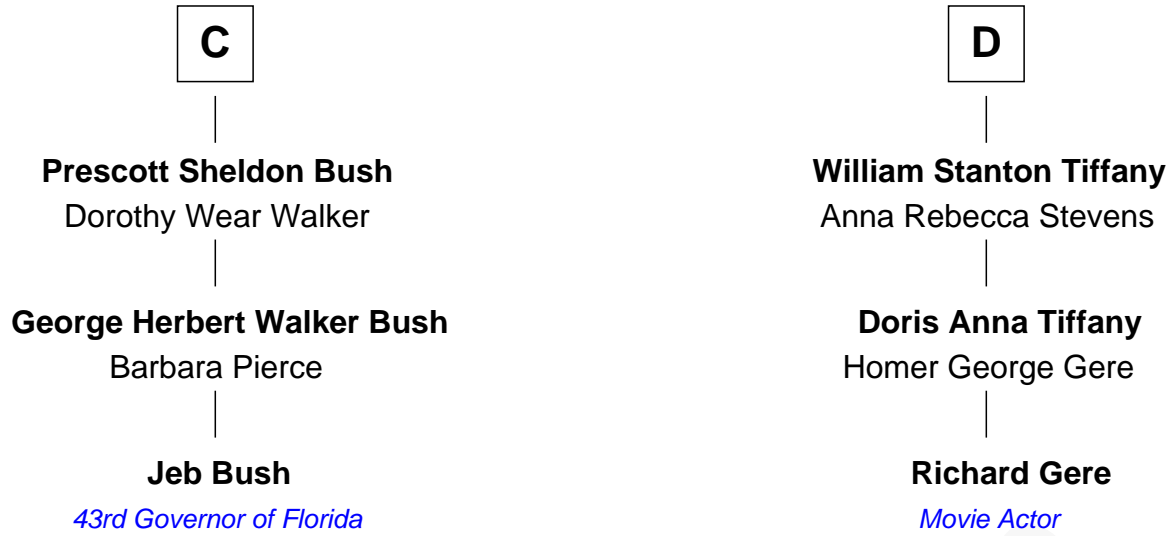 C
Prescott Sheldon Bush
Dorothy Wear Walker
George Herbert Walker Bush
Barbara Pierce
Jeb Bush
43rd Governor of Florida
D
William Stanton Tiffany
Anna Rebecca Stevens
Doris Anna Tiffany
Homer George Gere
Richard Gere
Movie Actor